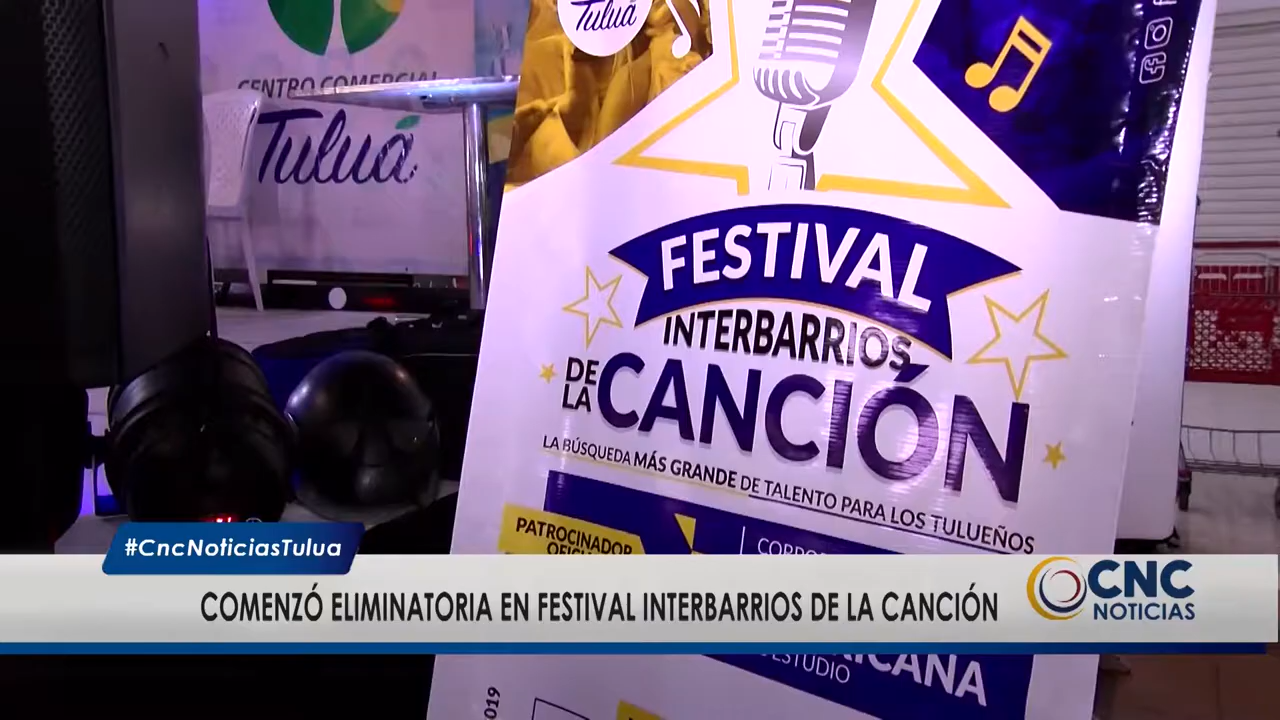 Tuluá
CENTRO COMERCIAL
Tuluá
FESTIVAL
INTERBARRIOS
DE LA CANCIÓN
LA BÚSQUEDA MÁS GRANDE DE TALENTO PARA LOS TULUEÑOS
PATROCINADOR
#CncNoticiasTulua
COMENZÓ ELIMINATORIA EN FESTIVAL INTERBARRIOS DE LA CANCIÓN
CNC
NOTICIAS